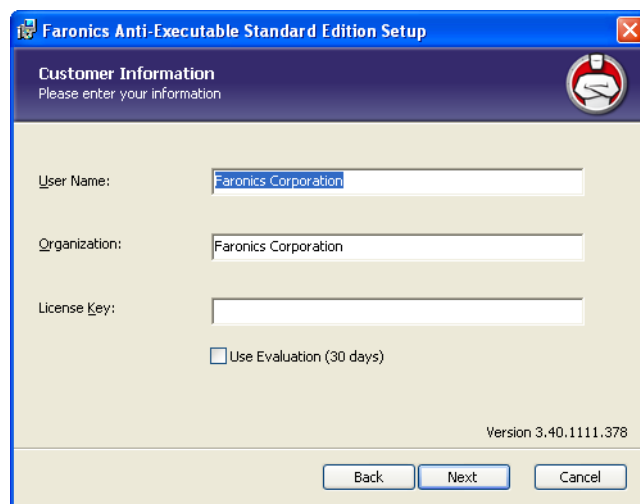 Faronics Anti-Executable Standard Edition Setup
Customer Information
Please enter your information
User Name:
Faronics Corporation
Organization:
Faronics Corporation
License Key:
Use Evaluation (30 days)
Version 3.40.1111.378
Back
Next
Cancel